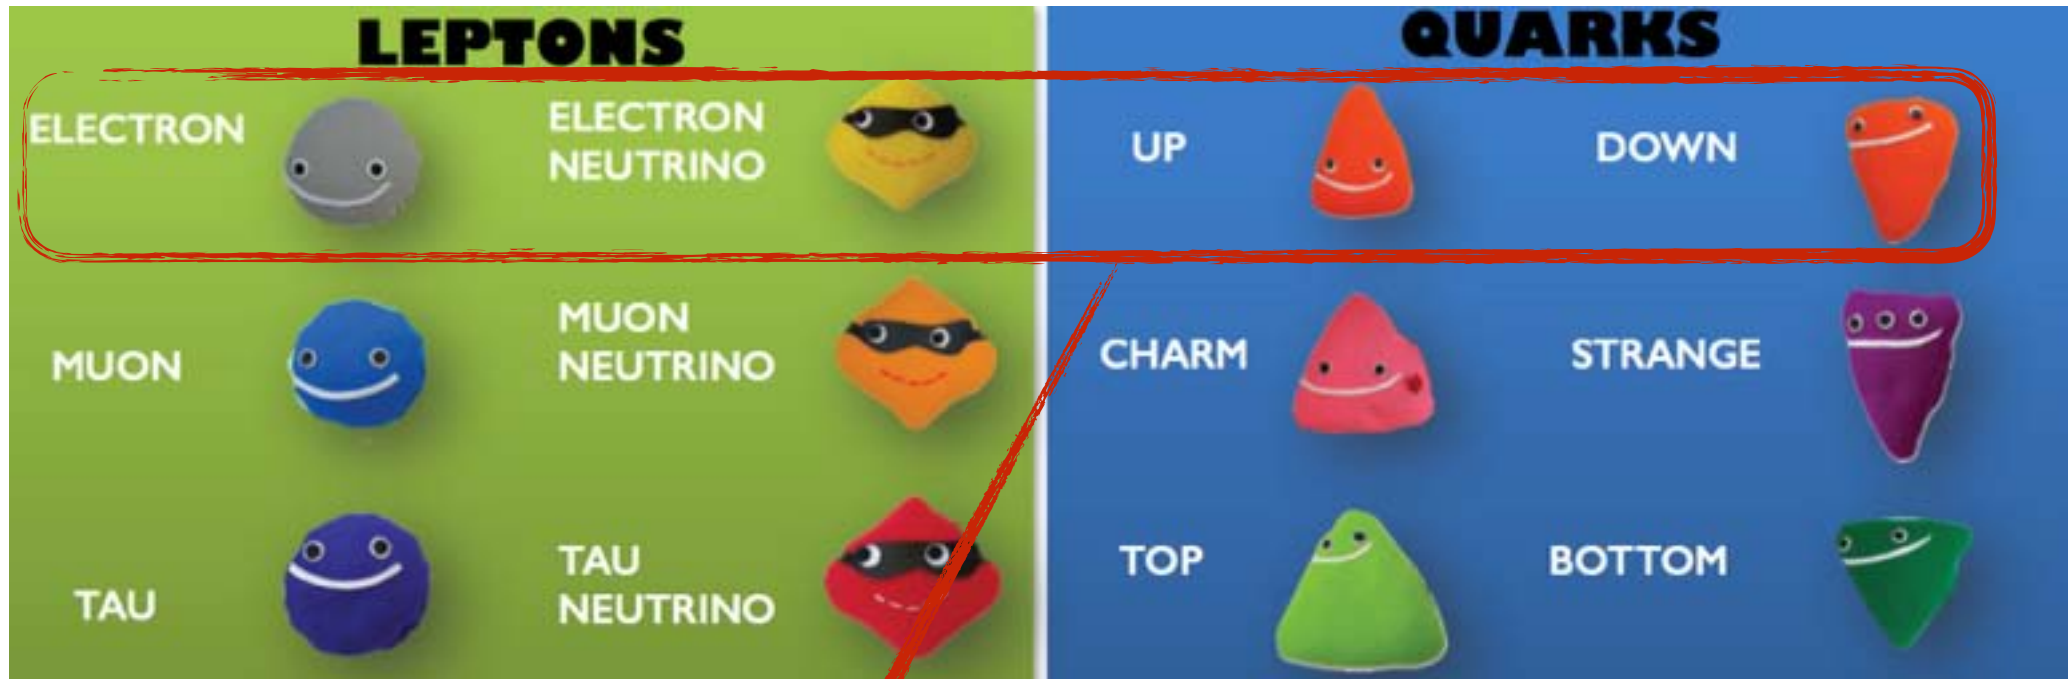 LEPTONS
ELECTRON
ELECTRON
NEUTRINO
MUON
MUON
NEUTRINO
TAU
TAU
NEUTRINO
QUARKS
UP
DOWN
CHARM
STRANGE
TOP
BOTTOM